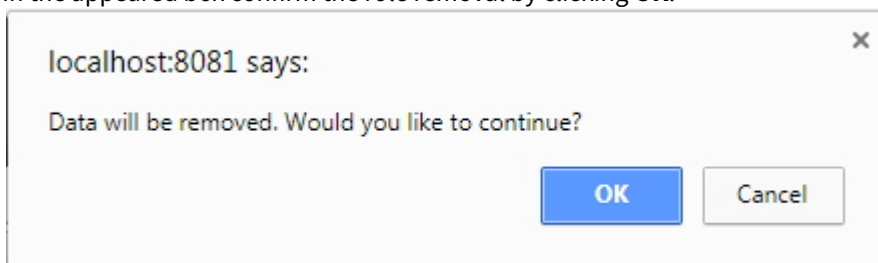 In the appeared box confirm the role removal by clicking OK.
localhost:8081 says:
Data will be removed. Would you like to continue?
OK
Cancel